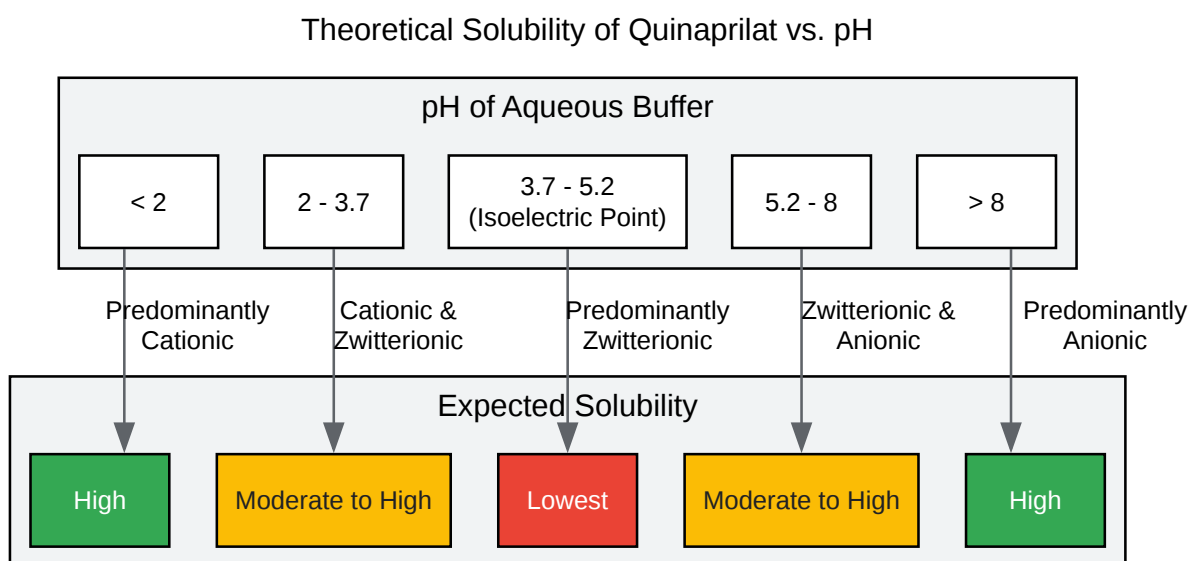 Theoretical Solubility of Quinaprilat vs. pH
pH of Aqueous Buffer
< 2
2 - 3.7
3.7 - 5.2
(Isoelectric Point)
5.2 - 8
> 8
Predominantly
Cationic
Cationic &
Zwitterionic
Predominantly
Zwitterionic
Zwitterionic &
Anionic
Predominantly
Anionic
Expected Solubility
High
Moderate to High
Lowest
Moderate to High
High